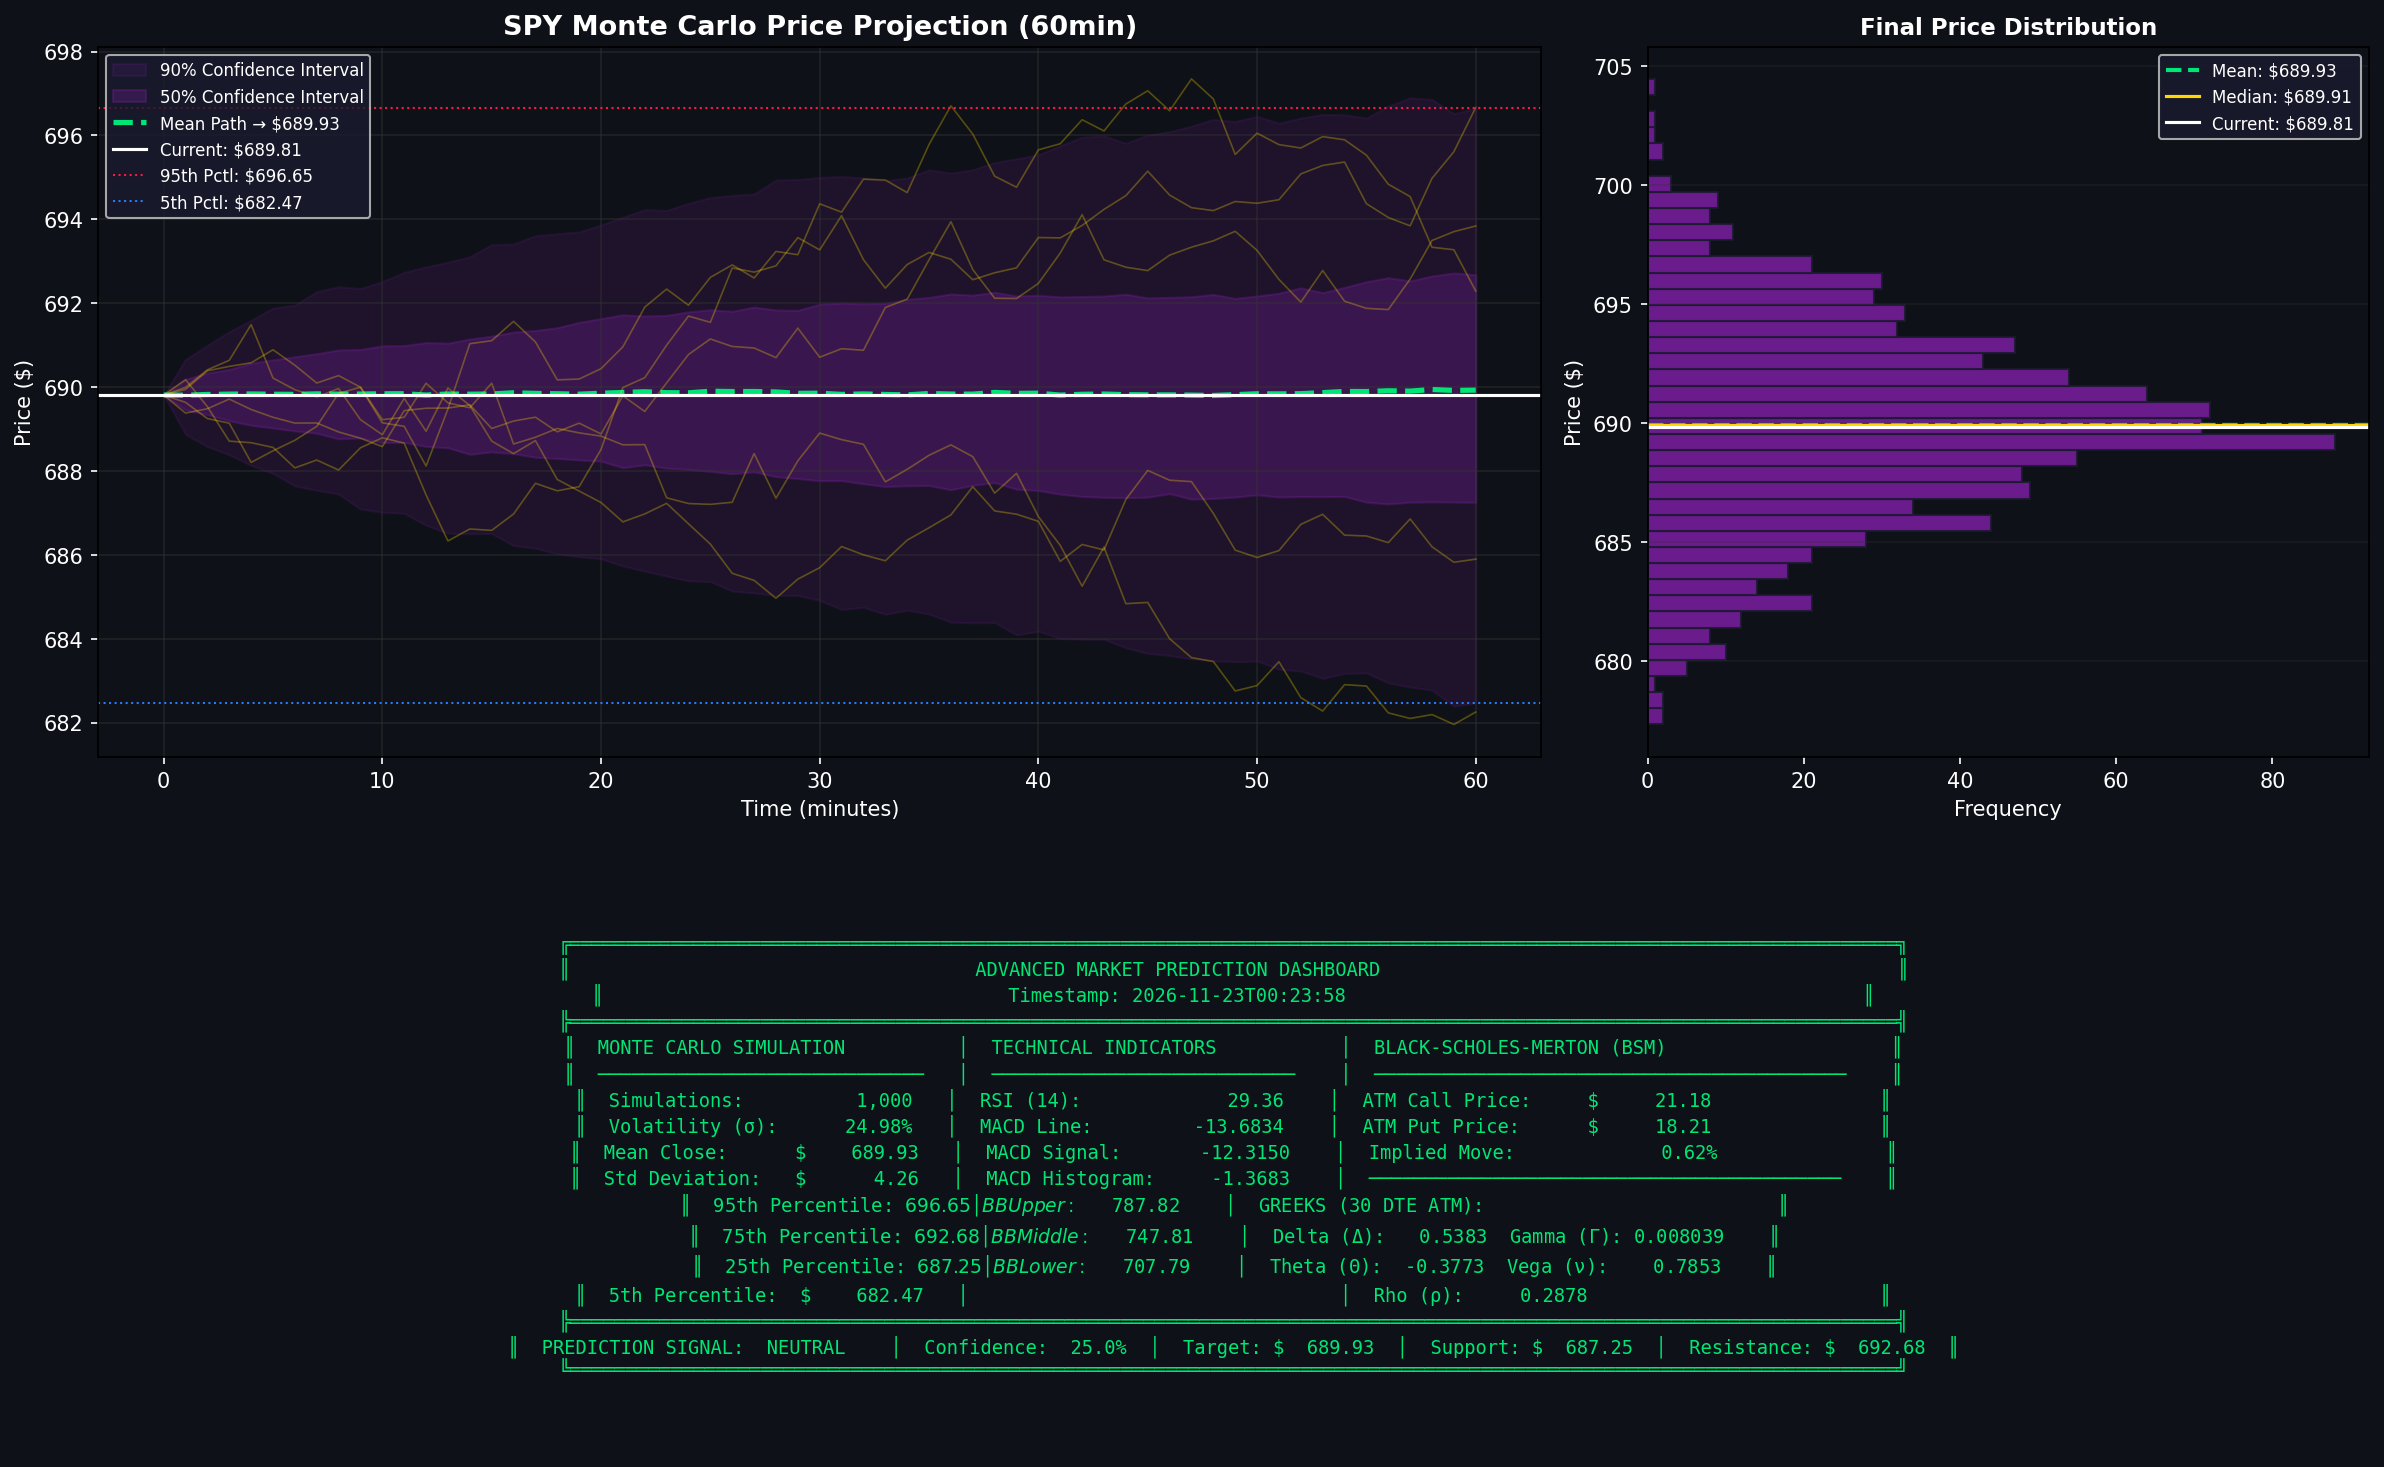 SPY Monte Carlo Price Projection (60min)
90% Confidence Interval
50% Confidence Interval
Mean Path → $689.93
Current: $689.81
95th Pctl: $696.65
5th Pctl: $682.47
698
696
694
692
690
688
686
684
682
Price ($)
0 10 20 30 40 50 60
Time (minutes)
Final Price Distribution
Mean: $689.93
Median: $689.91
Current: $689.81
705
700
695
690
685
680
Price ($)
0 20 40 60 80
Frequency
ADVANCED MARKET PREDICTION DASHBOARD
Timestamp: 2026-11-23T00:23:58
║ MONTE CARLO SIMULATION │ TECHNICAL INDICATORS │ BLACK-SCHOLES-MERTON (BSM) ║
║ Simulations: 1,000 │ RSI (14): 29.36 │ ATM Call Price: $ 21.18 ║
║ Volatility (σ): 24.98% │ MACD Line: -13.6834 │ ATM Put Price: $ 18.21 ║
║ Mean Close: $ 689.93 │ MACD Signal: -12.3150 │ Implied Move: 0.62% ║
║ Std Deviation: $ 4.26 │ MACD Histogram: -1.3683 │ ║
║ 95th Percentile: 696.65│BBUpper: 787.82 │ GREEKS (30 DTE ATM): ║
║ 75th Percentile: 692.68│BBMiddle: 747.81 │ Delta (Δ): 0.5383 Gamma (Γ): 0.008039 ║
║ 25th Percentile: 687.25│BBLower: 707.79 │ Theta (Θ): -0.3773 Vega (ν): 0.7853 ║
║ 5th Percentile: $ 682.47 │ │ Rho (ρ): 0.2878 ║
║ PREDICTION SIGNAL: NEUTRAL │ Confidence: 25.0% │ Target: $ 689.93 │ Support: $ 687.25 │ Resistance: $ 692.68 ║